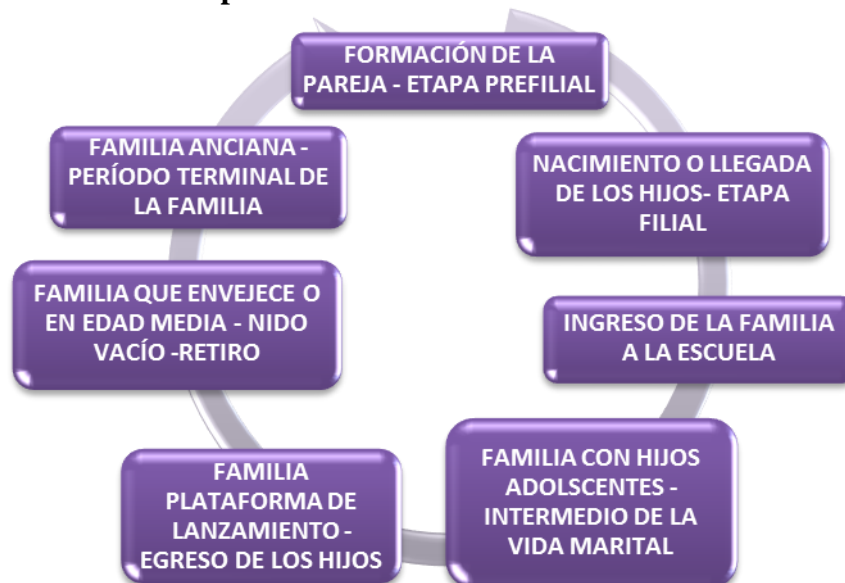 FORMACIÓN DE LA
PAREJA - ETAPA PREFILIAL
NACIMIENTO O LLEGADA
DE LOS HIJOS- ETAPA
FILIAL
INGRESO DE LA FAMILIA
A LA ESCUELA
FAMILIA CON HIJOS
ADOLSCENTES -
INTERMEDIO DE LA
VIDA MARITAL
FAMILIA
PLATAFORMA DE
LANZAMIENTO -
EGRESO DE LOS HIJOS
FAMILIA QUE ENVEJECE O
EN EDAD MEDIA - NIDO
VACÍO -RETIRO
FAMILIA ANCIANA -
PERÍODO TERMINAL DE
LA FAMILIA